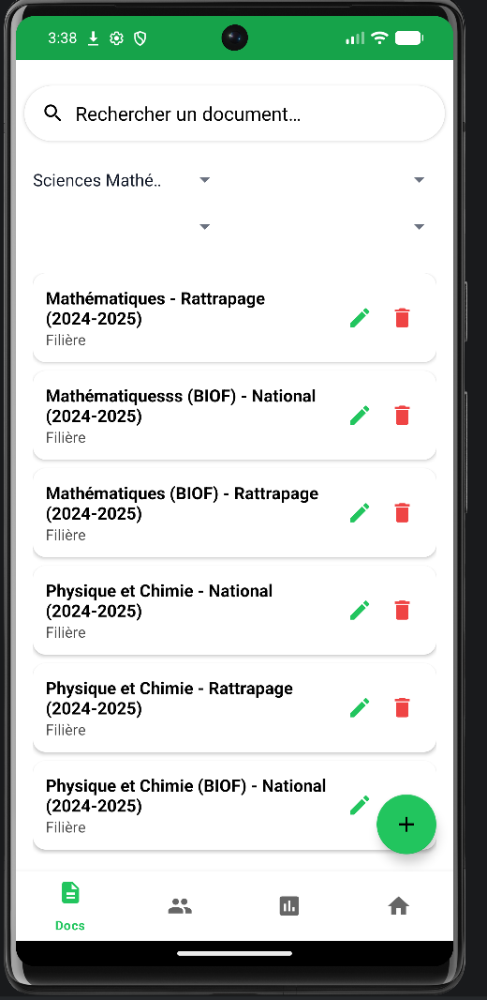 3:38
Rechercher un document...
Sciences Mathé..
Mathématiques - Rattrapage
(2024-2025)
Filière
Mathématiquesss (BIOF) - National
(2024-2025)
Filière
Mathématiques (BIOF) - Rattrapage
(2024-2025)
Filière
Physique et Chimie - National
(2024-2025)
Filière
Physique et Chimie - Rattrapage
(2024-2025)
Filière
Physique et Chimie (BIOF) - National
(2024-2025)
Filière
Docs